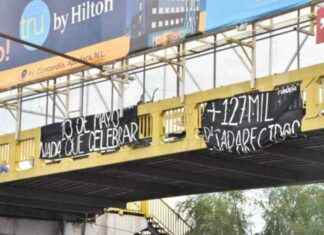 tru
by Hilton
10 DE MAYO
NADA QUE CELEBRAR
+127MIL
DESAPARECIDOS